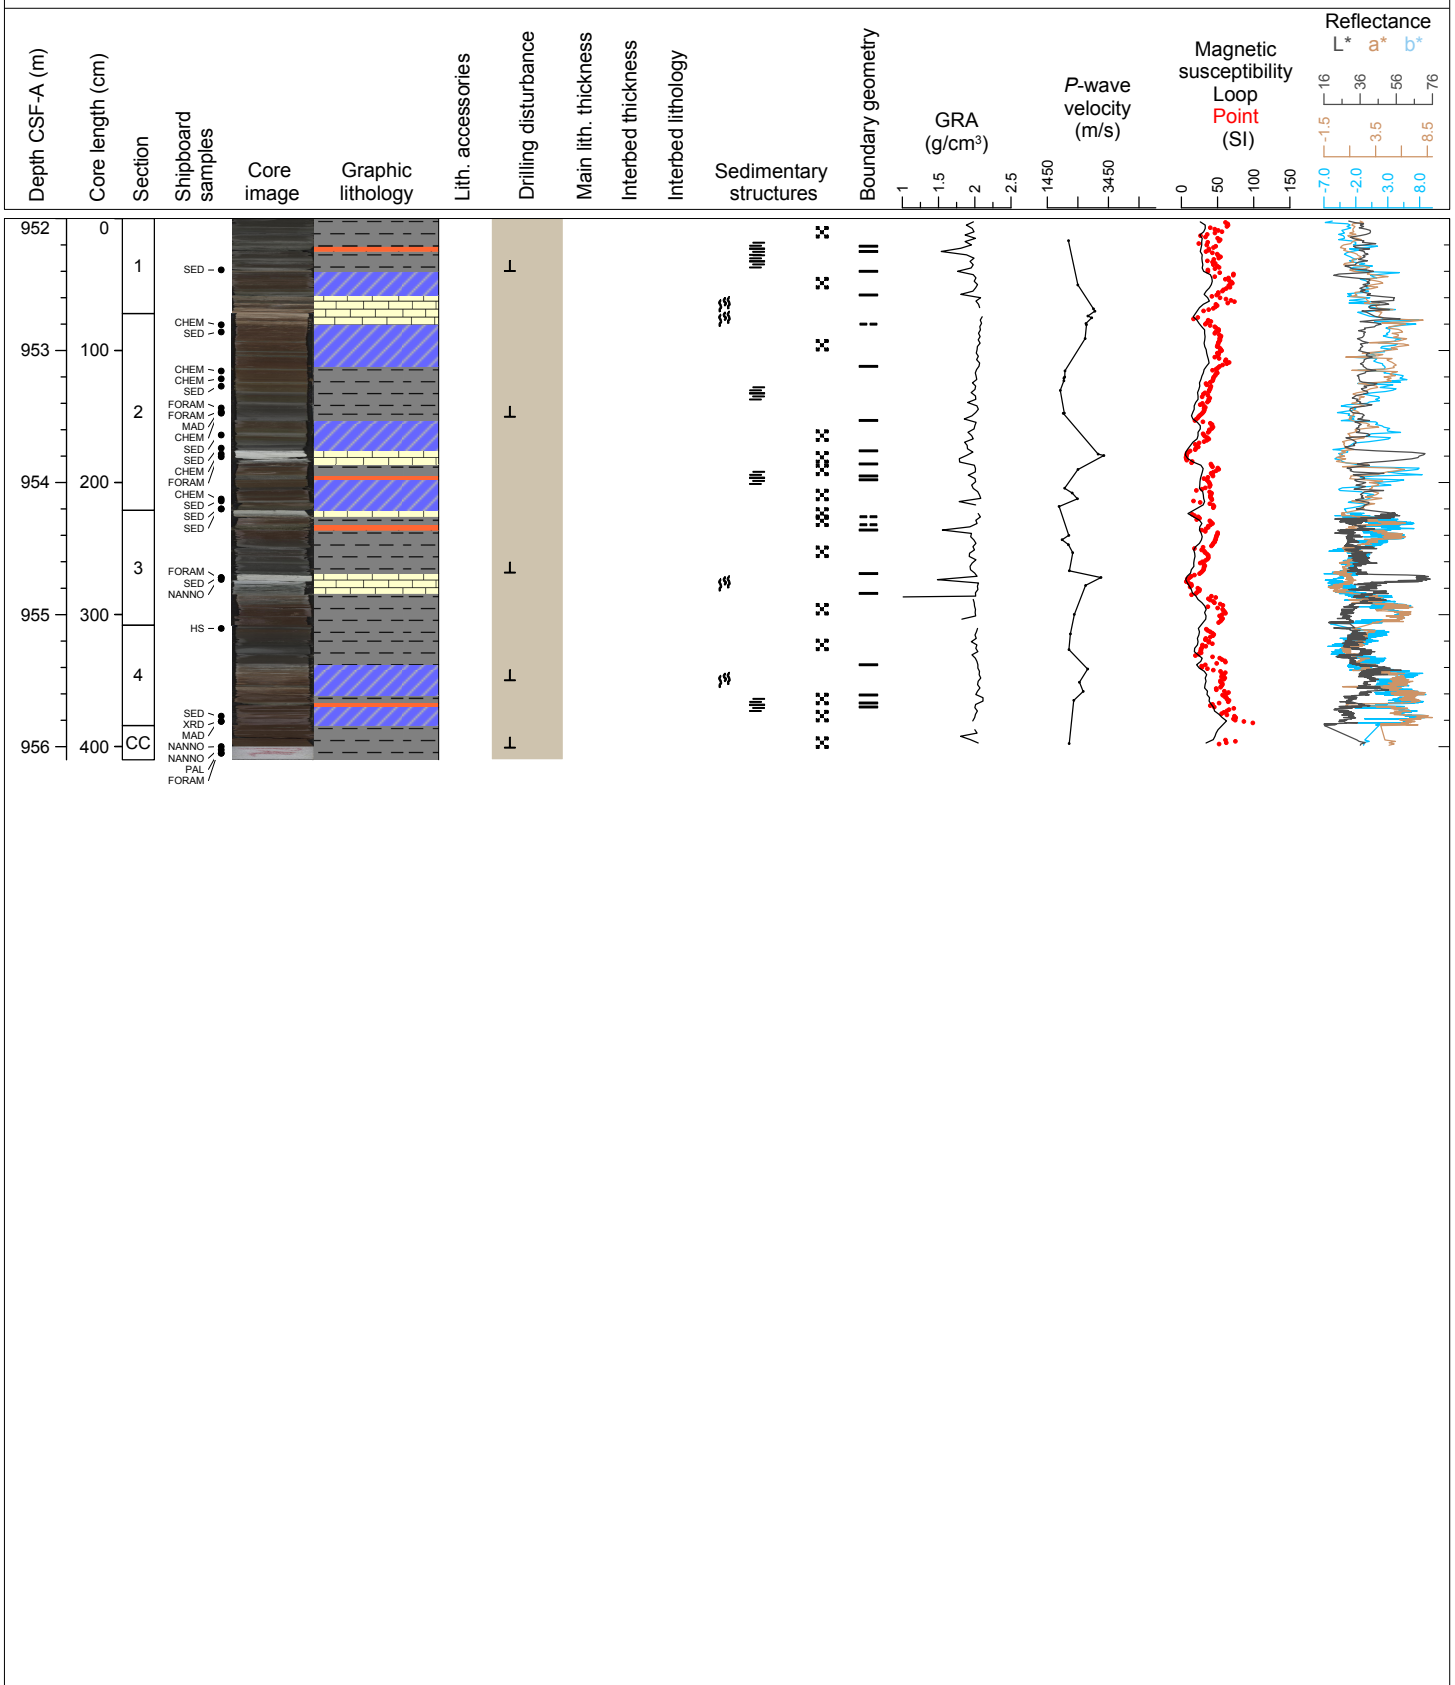 Depth CSF-A (m)
Core length (cm)
Section
Shipboard
samples
Core
image
Graphic
lithology
Lith. accessories
Drilling disturbance
Main lith. thickness
Interbed thickness
Interbed lithology
Sedimentary
structures
Boundary geometry
GRA
(g/cm³)
1
1.5
2
2.5
P-wave
velocity
(m/s)
1450
3450
Magnetic
susceptibility
Loop
Point
(SI)
0
50
100
150
Reflectance
L* a* b*
16
36
56
76
-1.5
3.5
8.5
-7.0
-2.0
3.0
8.0
952
953
954
955
956
0
100
200
300
400
1
2
3
4
CC
SED
CHEM
SED
CHEM
CHEM
SED
FORAM
FORAM
MAD
CHEM
SED
SED
CHEM
FORAM
CHEM
SED
SED
SED
FORAM
SED
NANNO
HS
SED
XRD
MAD
NANNO
NANNO
PAL
FORAM